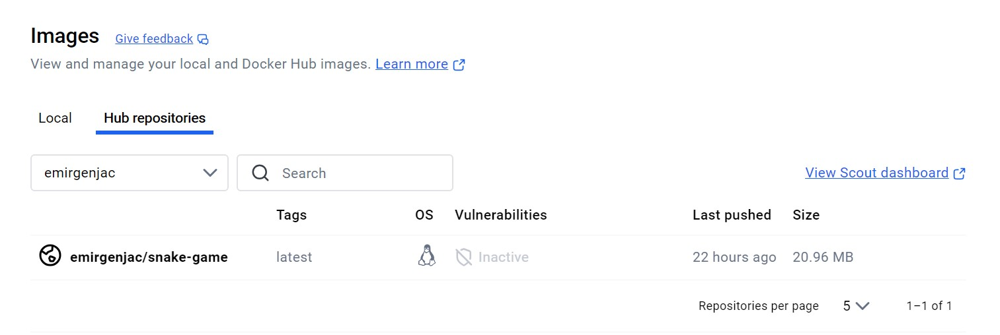 Images Give feedback
View and manage your local and Docker Hub images. Learn more
Local Hub repositories
emirgenjac Search View Scout dashboard
Tags OS Vulnerabilities Last pushed Size
emirgenjac/snake-game latest Inactive 22 hours ago 20.96 MB
Repositories per page 5 1–1 of 1